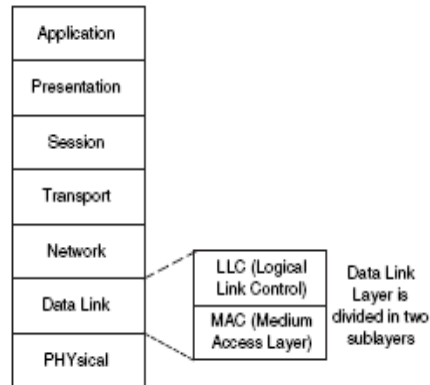 Application
Presentation
Session
Transport
Network
Data Link
PHYsical
LLC (Logical
Link Control)
MAC (Medium
Access Layer)
Data Link
Layer is
divided in two
sublayers